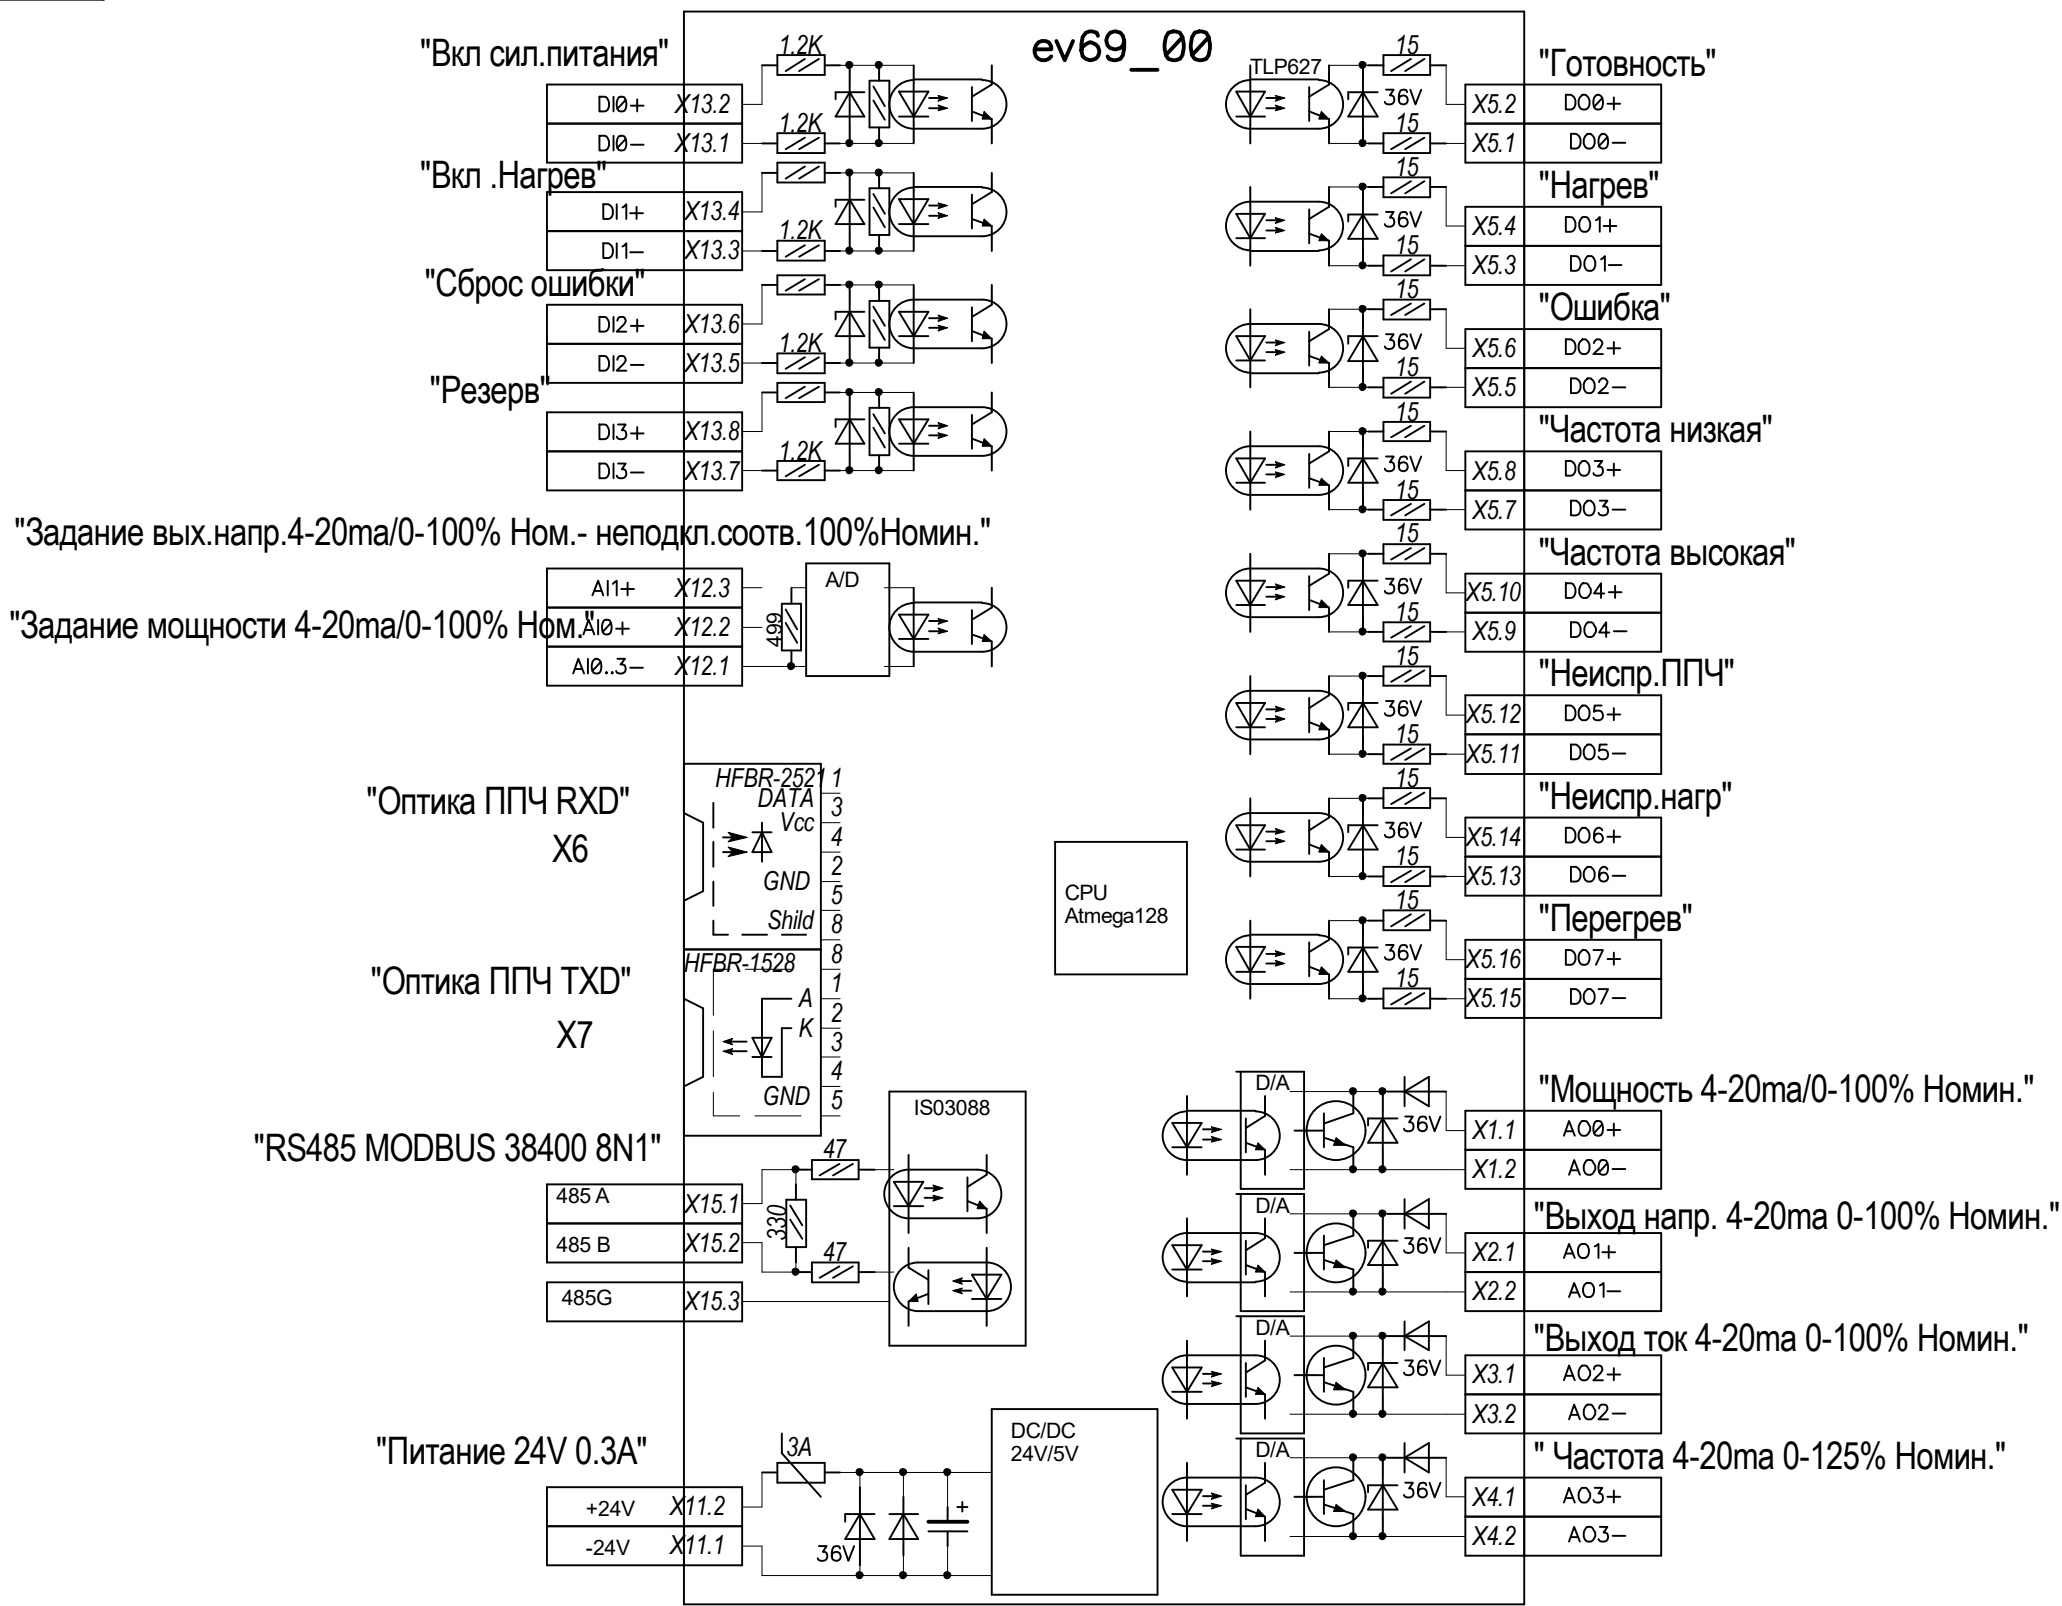 ev69_00
"Вкл сил.питания"
1.2K
DI0+ X13.2
1.2K
DI0− X13.1
"Вкл .Нагрев"
DI1+ X13.4
1.2K
DI1− X13.3
"Сброс ошибки"
DI2+ X13.6
1.2K
DI2− X13.5
"Резерв"
DI3+ X13.8
1.2K
DI3− X13.7
"Задание вых.напр.4-20ma/0-100% Ном.- неподкл.соотв.100%Номин."
AI1+ X12.3
A/D
499
"Задание мощности 4-20ma/0-100% Ном."
AI0+ X12.2
AI0..3− X12.1
"Оптика ППЧ RXD"
X6
HFBR-2521 1
DATA 3
Vcc 4
2
GND 5
Shild 8
"Оптика ППЧ TXD"
X7
HFBR-1528 8
1
A 2
K 3
4
GND 5
"RS485 MODBUS 38400 8N1"
IS03088
47
485 A X15.1
330
485 B X15.2
47
485G X15.3
"Питание 24V 0.3A"
.3A
+24V X11.2
-24V X11.1
36V
+
DC/DC
24V/5V
CPU
Atmega128
TLP627
15
"Готовность"
36V
X5.2 DO0+
15
X5.1 DO0−
15
"Нагрев"
36V
X5.4 DO1+
15
X5.3 DO1−
15
"Ошибка"
36V
X5.6 DO2+
15
X5.5 DO2−
15
"Частота низкая"
36V
X5.8 DO3+
15
X5.7 DO3−
15
"Частота высокая"
36V
X5.10 DO4+
15
X5.9 DO4−
15
"Неиспр.ППЧ"
36V
X5.12 DO5+
15
X5.11 DO5−
15
"Неиспр.нагр"
36V
X5.14 DO6+
15
X5.13 DO6−
15
"Перегрев"
36V
X5.16 DO7+
15
X5.15 DO7−
D/A
"Мощность 4-20ma/0-100% Номин."
36V
X1.1 AO0+
X1.2 AO0−
D/A
"Выход напр. 4-20ma 0-100% Номин."
36V
X2.1 AO1+
X2.2 AO1−
D/A
"Выход ток 4-20ma 0-100% Номин."
36V
X3.1 AO2+
X3.2 AO2−
D/A
" Частота 4-20ma 0-125% Номин."
36V
X4.1 AO3+
X4.2 AO3−